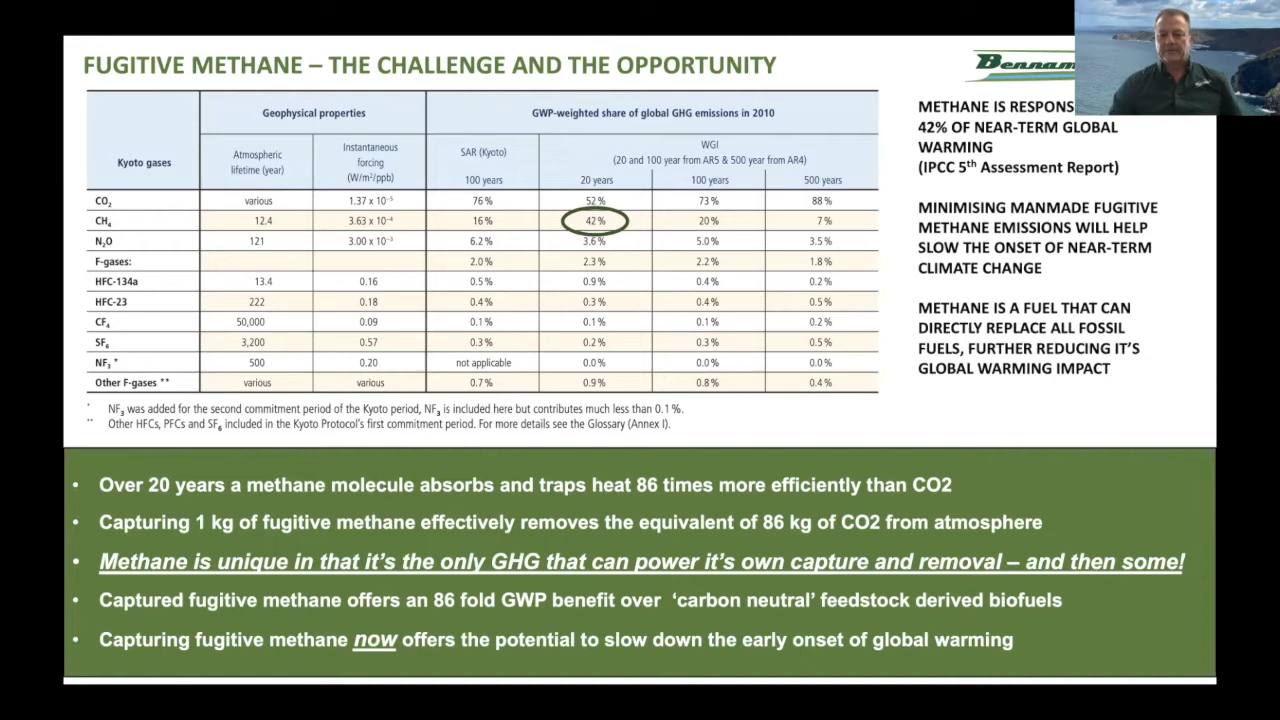 FUGITIVE METHANE – THE CHALLENGE AND THE OPPORTUNITY
Kyoto gases
Geophysical properties
GWP-weighted share of global GHG emissions in 2010
Atmospheric lifetime (year)
Instantaneous forcing (W/m²/ppb)
SAR (Kyoto)
WGI
(20 and 100 year from AR5 & 500 year from AR4)
100 years 20 years 100 years 500 years
CO₂ various 1.37 x 10⁻⁵ 76% 52% 73% 88%
CH₄ 12.4 3.63 x 10⁻⁴ 16% 42% 20% 7%
N₂O 121 3.00 x 10⁻³ 6.2% 3.6% 5.0% 3.5%
F-gases: 2.0% 2.3% 2.2% 1.8%
HFC-134a 13.4 0.16 0.5% 0.9% 0.4% 0.2%
HFC-23 222 0.18 0.4% 0.3% 0.4% 0.5%
CF₄ 50,000 0.09 0.1% 0.1% 0.1% 0.2%
SF₆ 3,200 0.57 0.3% 0.2% 0.3% 0.5%
NF₃ * 500 0.20 not applicable 0.0% 0.0% 0.0%
Other F-gases ** various various 0.7% 0.9% 0.8% 0.4%
* NF₃ was added for the second commitment period of the Kyoto period, NF₃ is included here but contributes much less than 0.1%.
** Other HFCs, PFCs and SF₆ included in the Kyoto Protocol's first commitment period. For more details see the Glossary (Annex I).
METHANE IS
42% OF NEAR-TERM GLOBAL
WARMING
(IPCC 5th Assessment Report)
MINIMISING MANMADE FUGITIVE
METHANE EMISSIONS WILL HELP
SLOW THE ONSET OF NEAR-TERM
CLIMATE CHANGE
METHANE IS A FUEL THAT CAN
DIRECTLY REPLACE ALL FOSSIL
FUELS, FURTHER REDUCING IT'S
GLOBAL WARMING IMPACT
• Over 20 years a methane molecule absorbs and traps heat 86 times more efficiently than CO2
• Capturing 1 kg of fugitive methane effectively removes the equivalent of 86 kg of CO2 from atmosphere
• Methane is unique in that it's the only GHG that can power it's own capture and removal – and then some!
• Captured fugitive methane offers an 86 fold GWP benefit over 'carbon neutral' feedstock derived biofuels
• Capturing fugitive methane now offers the potential to slow down the early onset of global warming